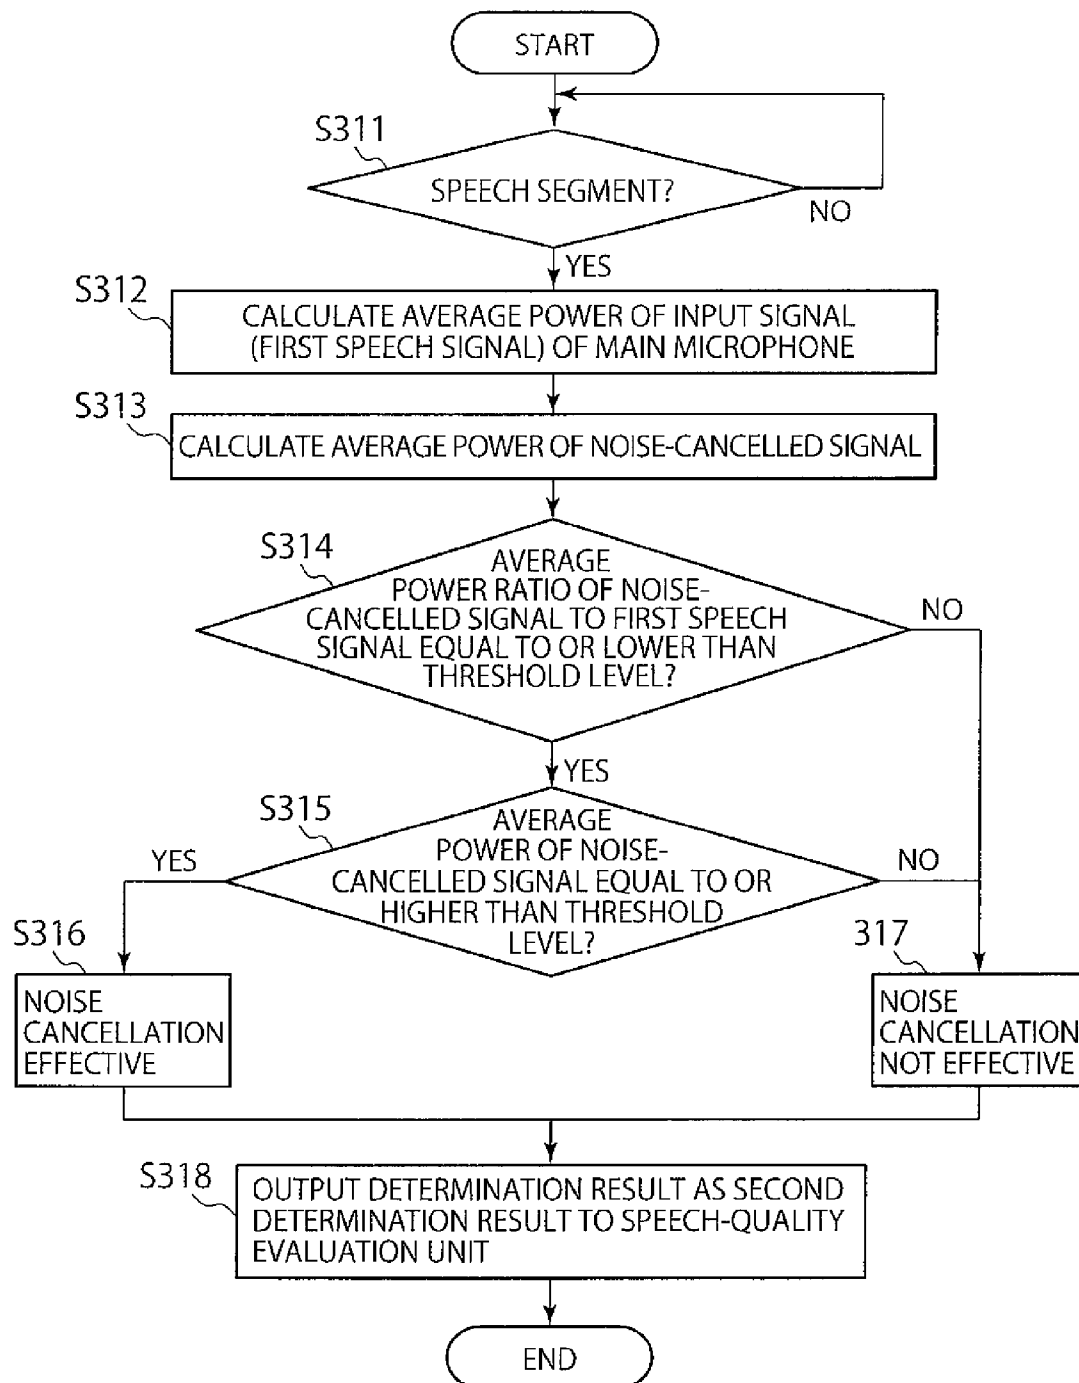 START
S311
SPEECH SEGMENT?
NO
YES
S312
CALCULATE AVERAGE POWER OF INPUT SIGNAL
(FIRST SPEECH SIGNAL) OF MAIN MICROPHONE
S313
CALCULATE AVERAGE POWER OF NOISE-CANCELLED SIGNAL
S314
AVERAGE
POWER RATIO OF NOISE-
CANCELLED SIGNAL TO FIRST SPEECH
SIGNAL EQUAL TO OR LOWER THAN
THRESHOLD LEVEL?
NO
YES
S315
AVERAGE
POWER OF NOISE-
CANCELLED SIGNAL EQUAL TO OR
HIGHER THAN THRESHOLD
LEVEL?
YES
NO
S316
NOISE
CANCELLATION
EFFECTIVE
317
NOISE
CANCELLATION
NOT EFFECTIVE
S318
OUTPUT DETERMINATION RESULT AS SECOND
DETERMINATION RESULT TO SPEECH-QUALITY
EVALUATION UNIT
END